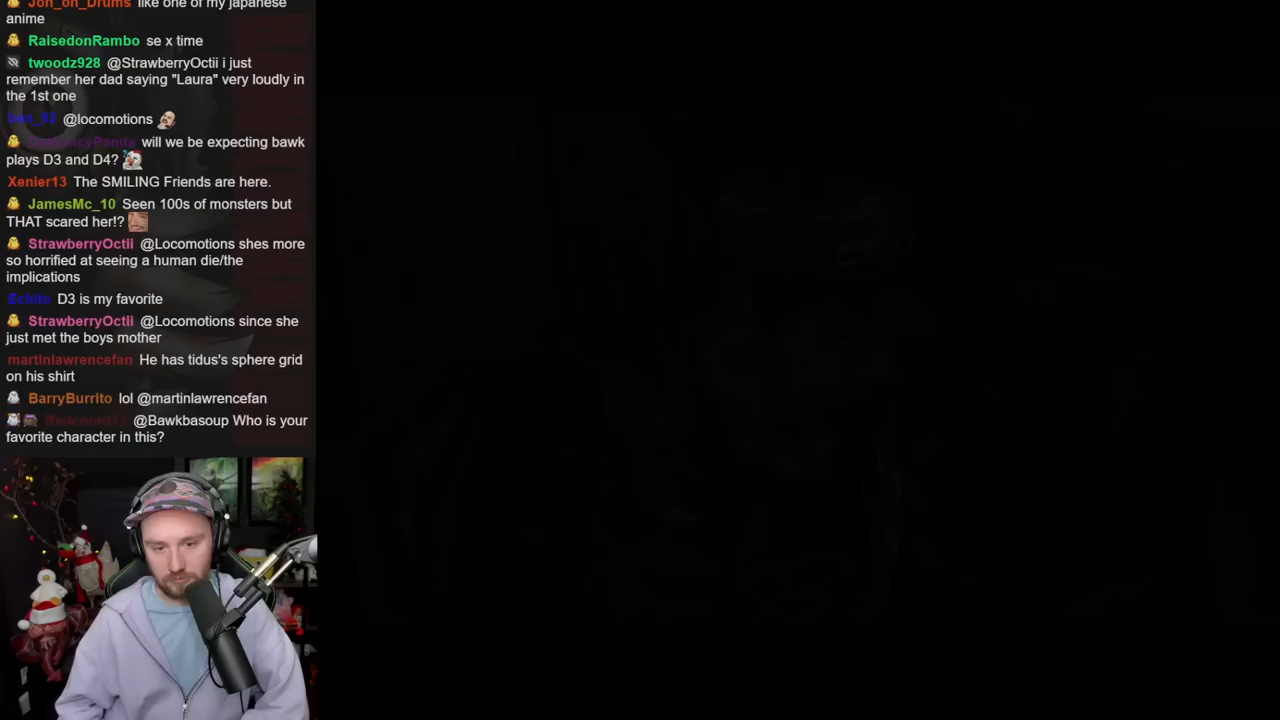 Jon_on_Drums like one of my japanese
anime
RaisedonRambo se x time
twoodz928 @StrawberryOctii i just
remember her dad saying "Laura" very loudly in
the 1st one
@locomotions
will we be expecting bawk
plays D3 and D4?
Xenler13 The SMILING Friends are here.
JamesMc_10 Seen 100s of monsters but
THAT scared her!?
StrawberryOctii @Locomotions shes more
so horrified at seeing a human die/the
implications
Echito D3 is my favorite
StrawberryOctii @Locomotions since she
just met the boys mother
martinlawrencefan He has tidus's sphere grid
on his shirt
BarryBurrito lol @martinlawrencefan
@Bawkbasoup Who is your
favorite character in this?